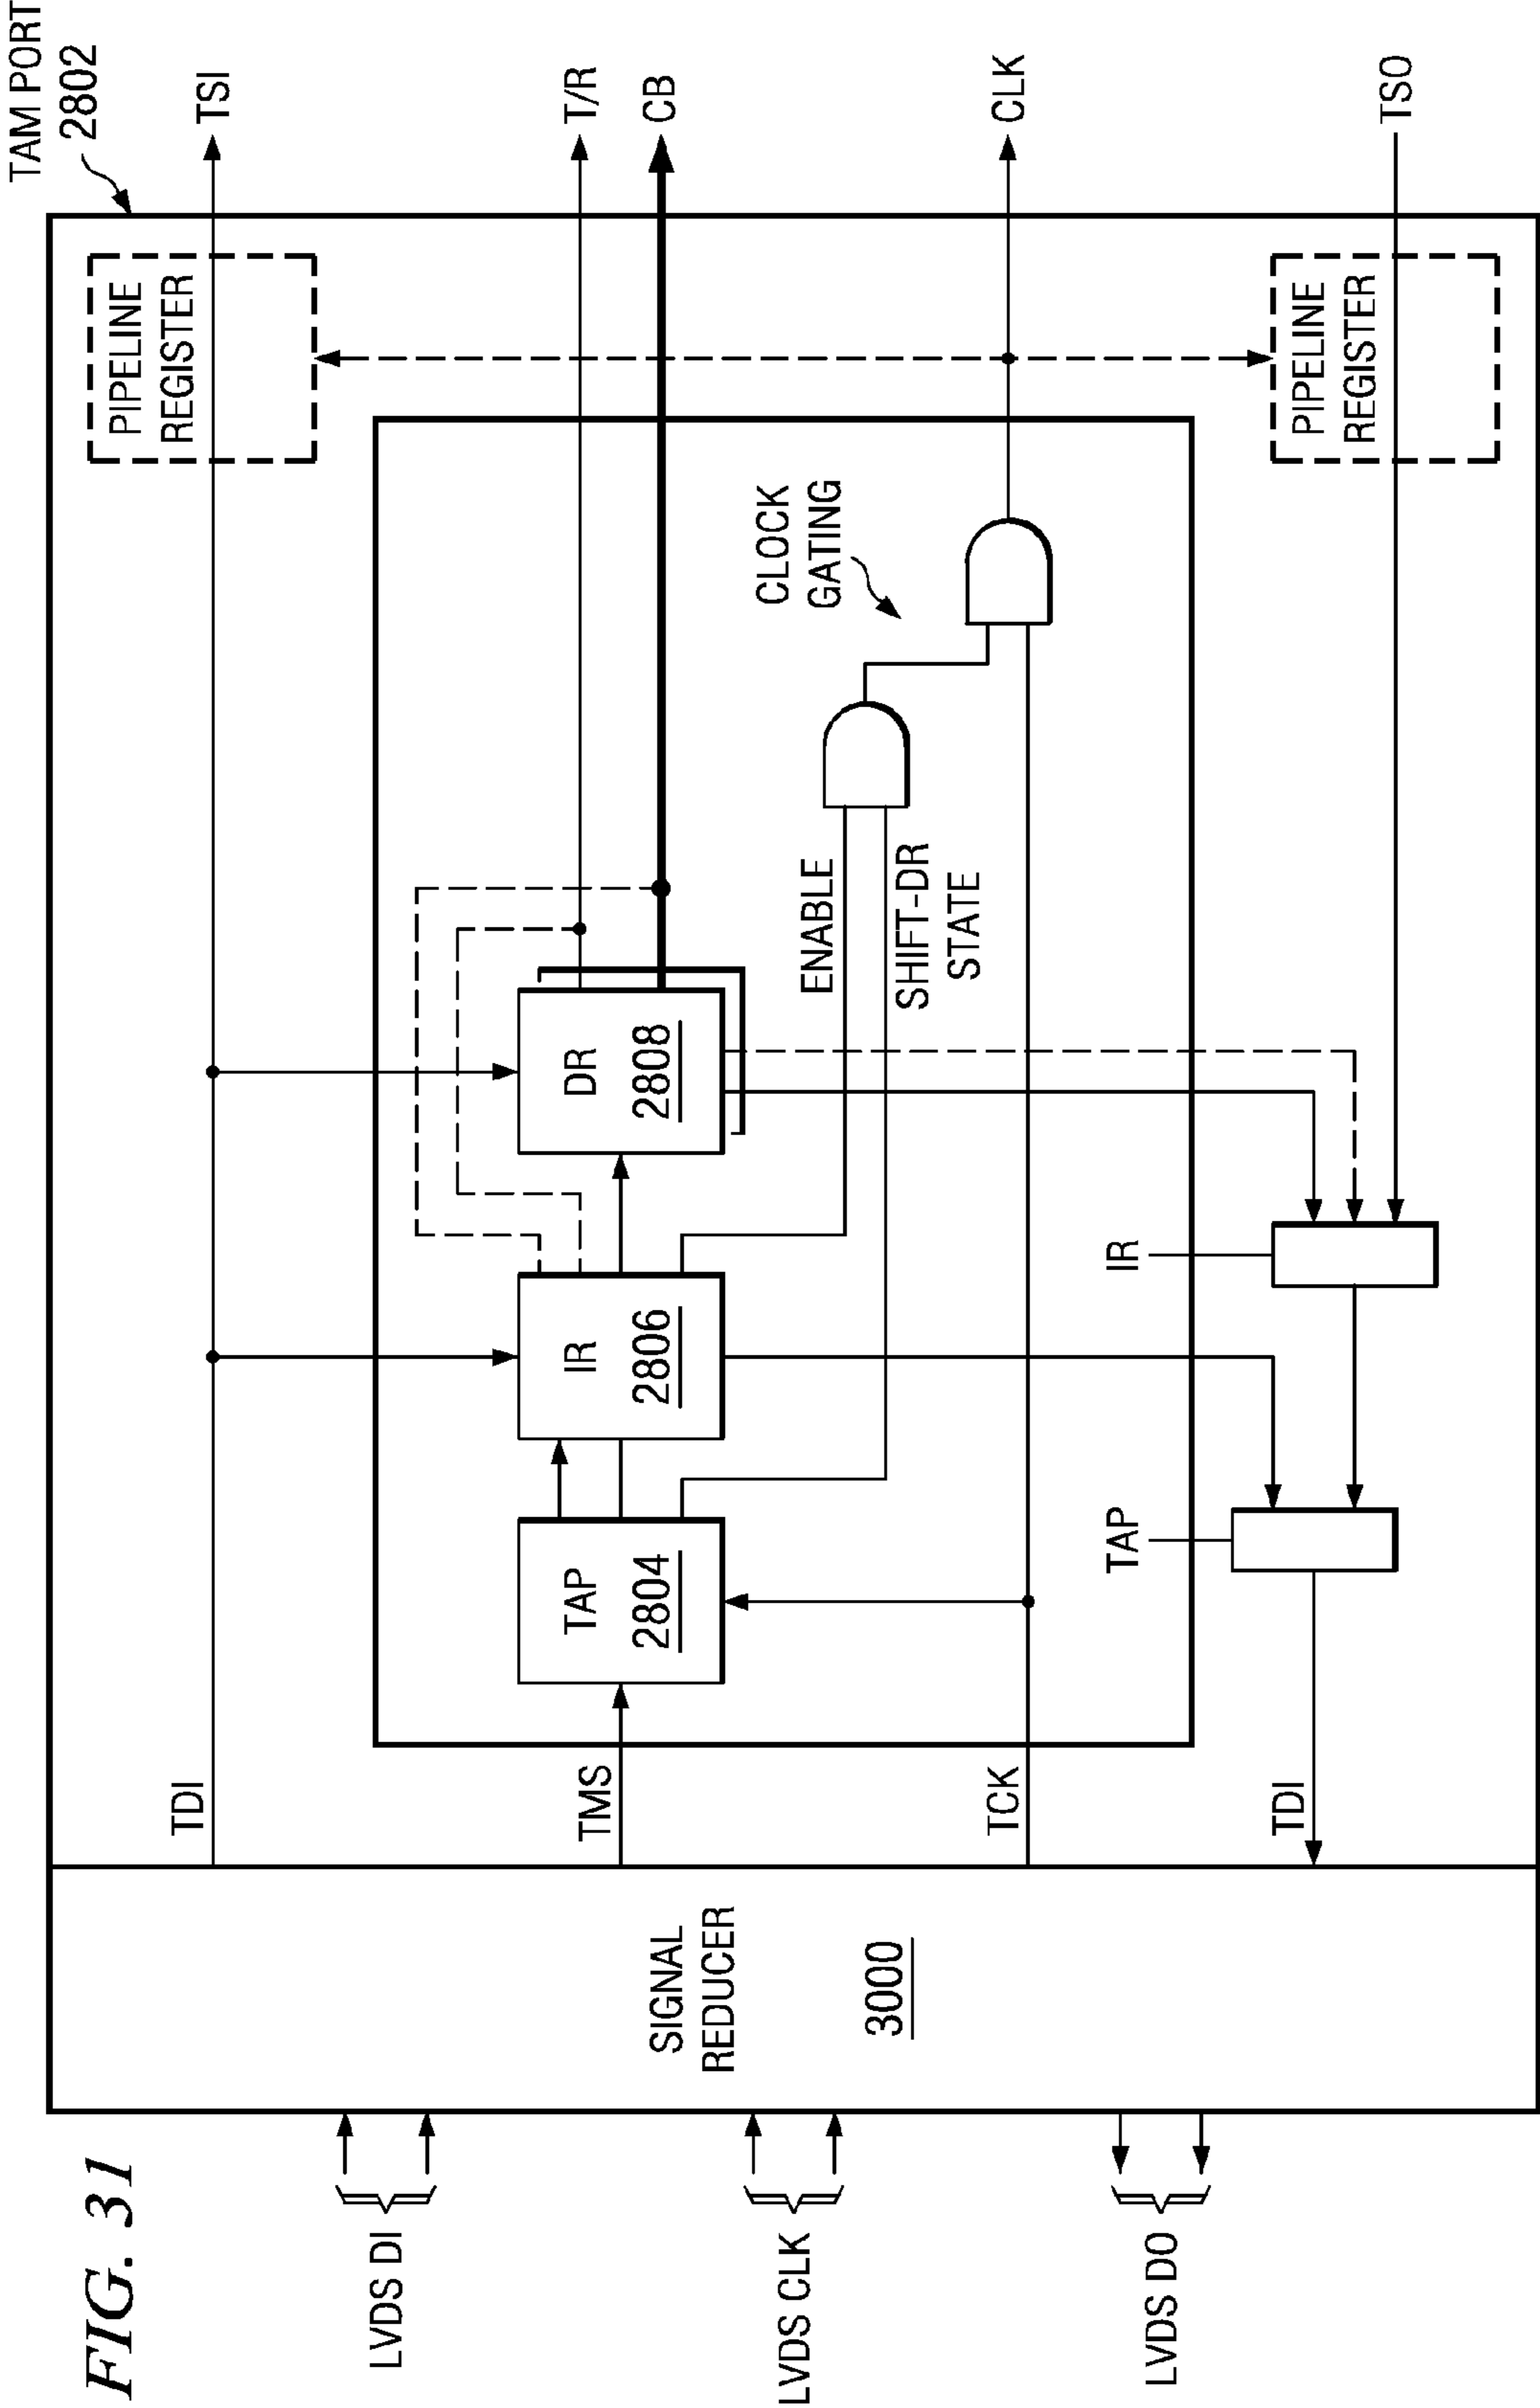 FIG. 31
TAM PORT
2802
TDI
TSI
PIPELINE
REGISTER
LVDS DI
T/R
CB
TMS
TAP
2804
IR
2806
DR
2808
SIGNAL
REDUCER
3000
LVDS CLK
CLOCK
GATING
ENABLE
SHIFT-DR
STATE
TCK
CLK
TAP
IR
LVDS DO
TDI
PIPELINE
REGISTER
TSO